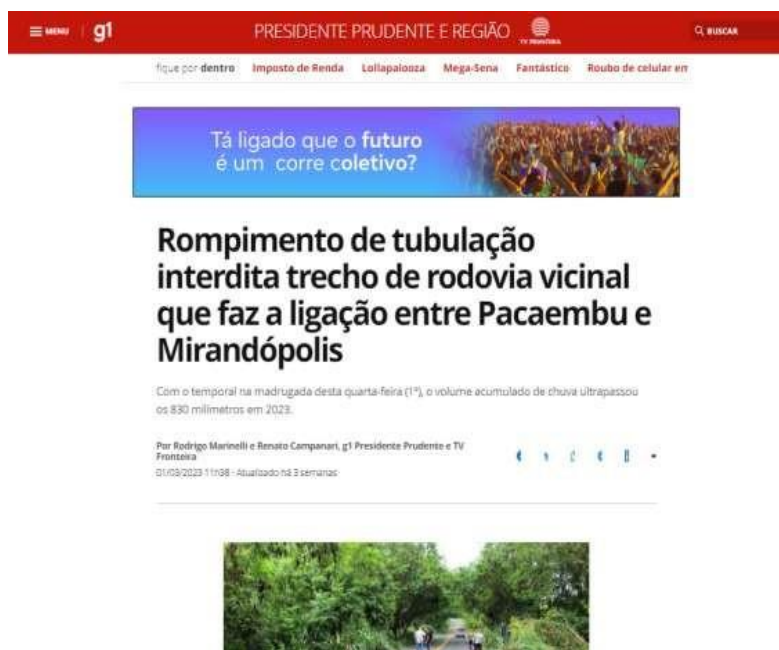 MENU
g1
PRESIDENTE PRUDENTE E REGIÃO
TV FRONTEIRA
BUSCAR
fique por dentro Imposto de Renda Lollapalooza Mega-Sena Fantástico Roubo de celular em
Tá ligado que o futuro
é um corre coletivo?
Rompimento de tubulação
interdita trecho de rodovia vicinal
que faz a ligação entre Pacaembu e
Mirandópolis
Com o temporal na madrugada desta quarta-feira (1º), o volume acumulado de chuva ultrapassou
os 830 milímetros em 2023.
Por Rodrigo Marinelli e Renato Campanari, g1 Presidente Prudente e TV
Fronteira
01/03/2023 11h38 - Atualizado há 3 semanas